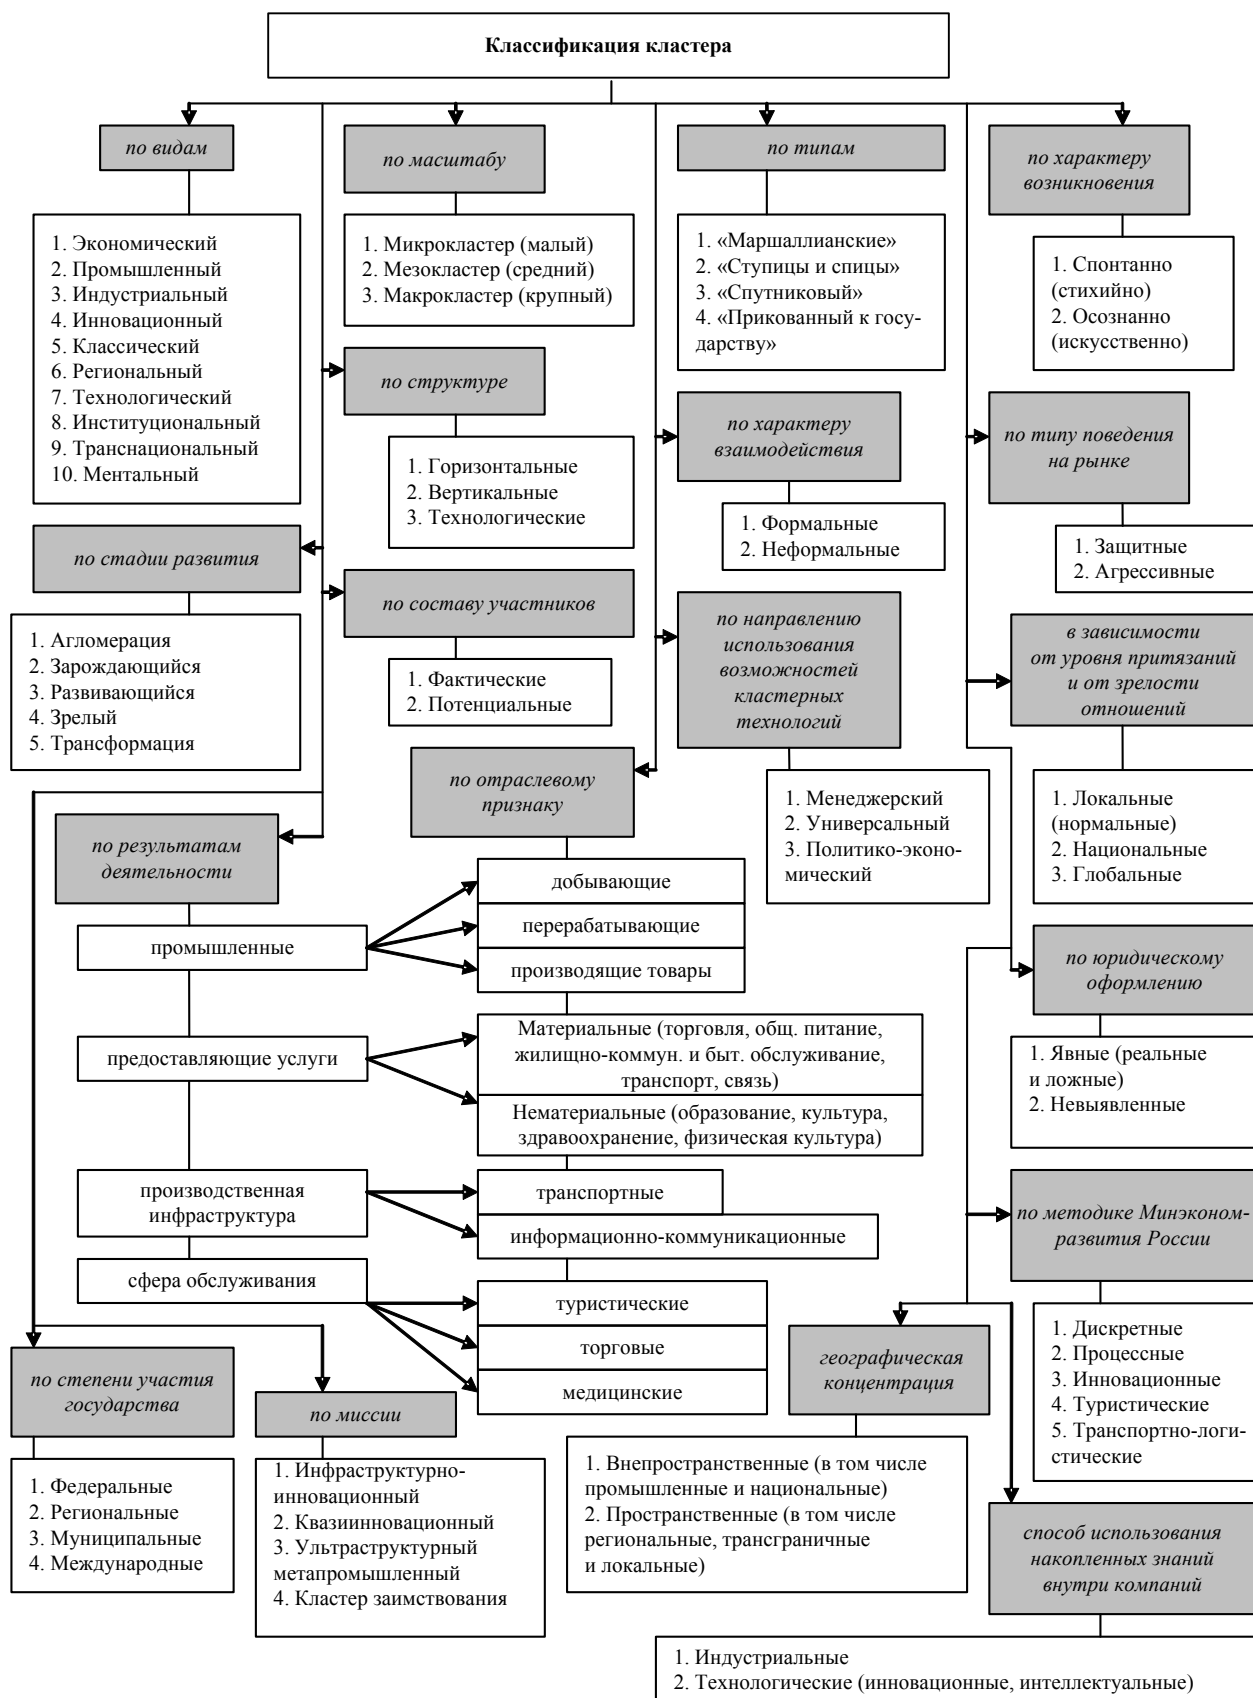 Классификация кластера
по видам
1. Экономический
2. Промышленный
3. Индустриальный
4. Инновационный
5. Классический
6. Региональный
7. Технологический
8. Институциональный
9. Транснациональный
10. Ментальный
по масштабу
1. Микрокластер (малый)
2. Мезокластер (средний)
3. Макрокластер (крупный)
по типам
1. «Маршаллианские»
2. «Ступицы и спицы»
3. «Спутниковый»
4. «Прикованный к госу-
дарству»
по характеру
возникновения
1. Спонтанно
(стихийно)
2. Осознанно
(искусственно)
по структуре
1. Горизонтальные
2. Вертикальные
3. Технологические
по характеру
взаимодействия
1. Формальные
2. Неформальные
по типу поведения
на рынке
1. Защитные
2. Агрессивные
по стадии развития
1. Агломерация
2. Зарождающийся
3. Развивающийся
4. Зрелый
5. Трансформация
по составу участников
1. Фактические
2. Потенциальные
по направлению
использования
возможностей
кластерных
технологий
1. Менеджерский
2. Универсальный
3. Политико-эконо-
мический
в зависимости
от уровня притязаний
и от зрелости
отношений
1. Локальные
(нормальные)
2. Национальные
3. Глобальные
по результатам
деятельности
по отраслевому
признаку
промышленные
добывающие
перерабатывающие
производящие товары
предоставляющие услуги
Материальные (торговля, общ. питание,
жилищно-коммун. и быт. обслуживание,
транспорт, связь)
Нематериальные (образование, культура,
здравоохранение, физическая культура)
производственная
инфраструктура
транспортные
информационно-коммуникационные
сфера обслуживания
туристические
торговые
медицинские
по юридическому
оформлению
1. Явные (реальные
и ложные)
2. Невыявленные
по методике Минэконом-
развития России
1. Дискретные
2. Процессные
3. Инновационные
4. Туристические
5. Транспортно-логи-
стические
по степени участия
государства
1. Федеральные
2. Региональные
3. Муниципальные
4. Международные
по миссии
1. Инфраструктурно-
инновационный
2. Квазиинновационный
3. Ультраструктурный
метапромышленный
4. Кластер заимствования
географическая
концентрация
1. Внепространственные (в том числе
промышленные и национальные)
2. Пространственные (в том числе
региональные, трансграничные
и локальные)
способ использования
накопленных знаний
внутри компаний
1. Индустриальные
2. Технологические (инновационные, интеллектуальные)